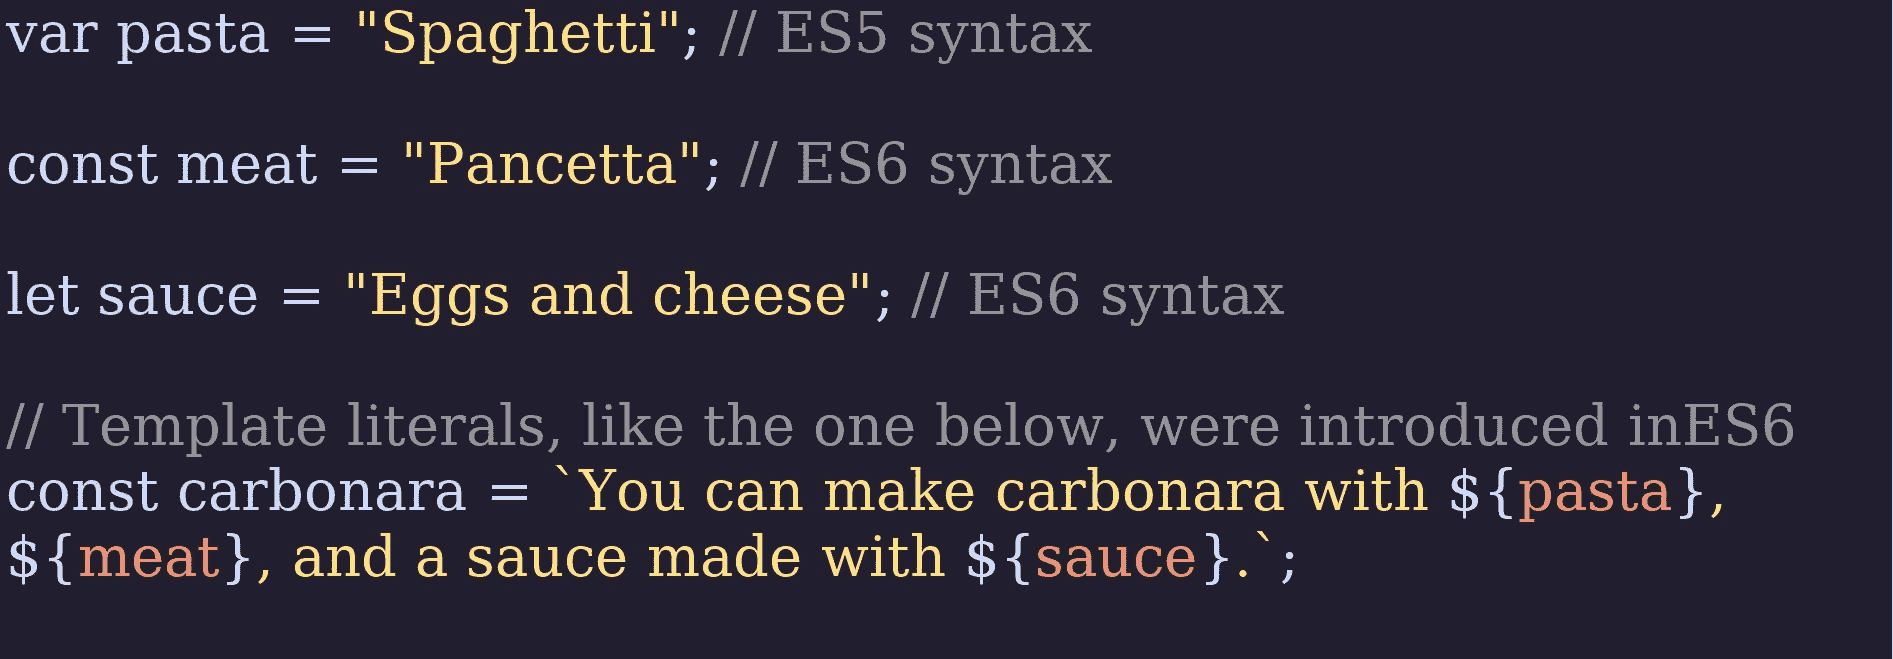 var pasta = "Spaghetti"; // ES5 syntax
const meat = "Pancetta"; // ES6 syntax
let sauce = "Eggs and cheese"; // ES6 syntax
// Template literals, like the one below, were introduced inES6
const carbonara = `You can make carbonara with ${pasta},
${meat}, and a sauce made with ${sauce}.`;